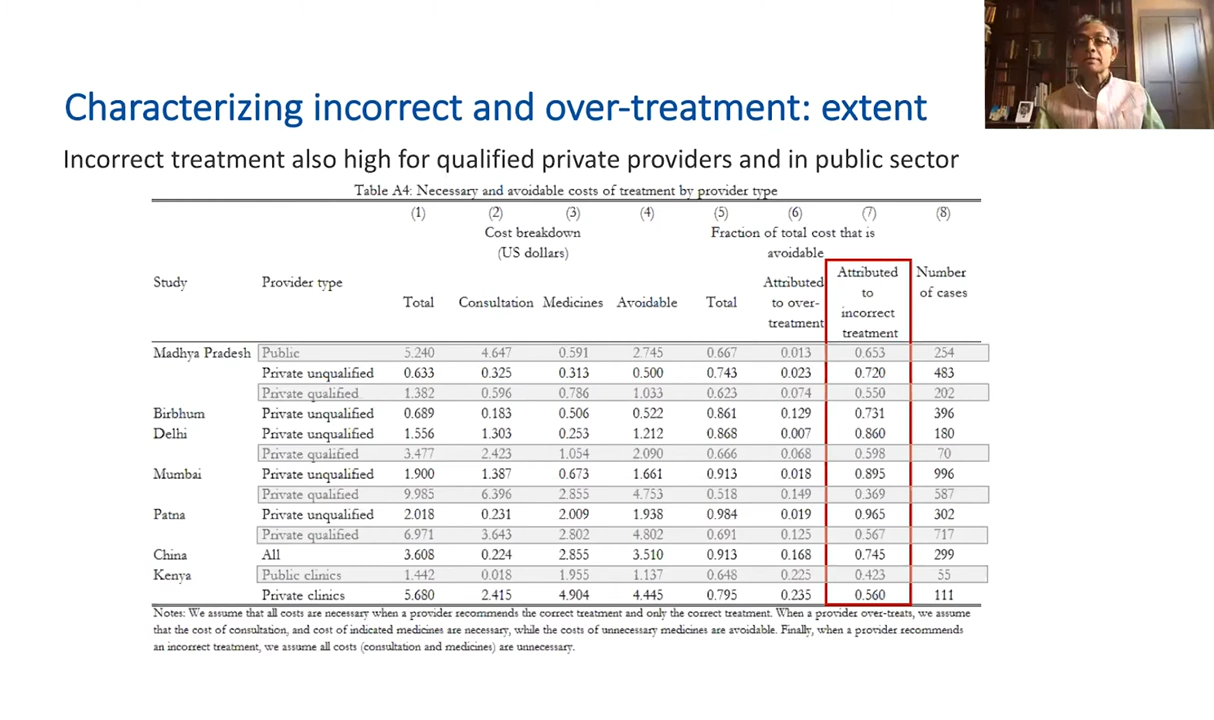 Characterizing incorrect and over-treatment: extent
Incorrect treatment also high for qualified private providers and in public sector
Table A4: Necessary and avoidable costs of treatment by provider type
(1) (2) (3) (4) (5) (6) (7) (8)
Cost breakdown (US dollars) Fraction of total cost that is avoidable
Study Provider type Total Consultation Medicines Avoidable Total Attributed to over-treatment Attributed to incorrect treatment Number of cases
Madhya Pradesh Public 5.240 4.647 0.591 2.745 0.667 0.013 0.653 254
Private unqualified 0.633 0.325 0.313 0.500 0.743 0.023 0.720 483
Private qualified 1.382 0.596 0.786 1.033 0.623 0.074 0.550 202
Birbhum Private unqualified 0.689 0.183 0.506 0.522 0.861 0.129 0.731 396
Delhi Private unqualified 1.556 1.303 0.253 1.212 0.868 0.007 0.860 180
Private qualified 3.477 2.423 1.054 2.090 0.666 0.068 0.598 70
Mumbai Private unqualified 1.900 1.387 0.673 1.661 0.913 0.018 0.895 996
Private qualified 9.985 6.396 2.855 4.753 0.518 0.149 0.369 587
Patna Private unqualified 2.018 0.231 2.009 1.938 0.984 0.019 0.965 302
Private qualified 6.971 3.643 2.802 4.802 0.691 0.125 0.567 717
China All 3.608 0.224 2.855 3.510 0.913 0.168 0.745 299
Kenya Public clinics 1.442 0.018 1.955 1.137 0.648 0.225 0.423 55
Private clinics 5.680 2.415 4.904 4.445 0.795 0.235 0.560 111
Notes: We assume that all costs are necessary when a provider recommends the correct treatment and only the correct treatment. When a provider over-treats, we assume
that the cost of consultation, and cost of indicated medicines are necessary, while the costs of unnecessary medicines are avoidable. Finally, when a provider recommends
an incorrect treatment, we assume all costs (consultation and medicines) are unnecessary.